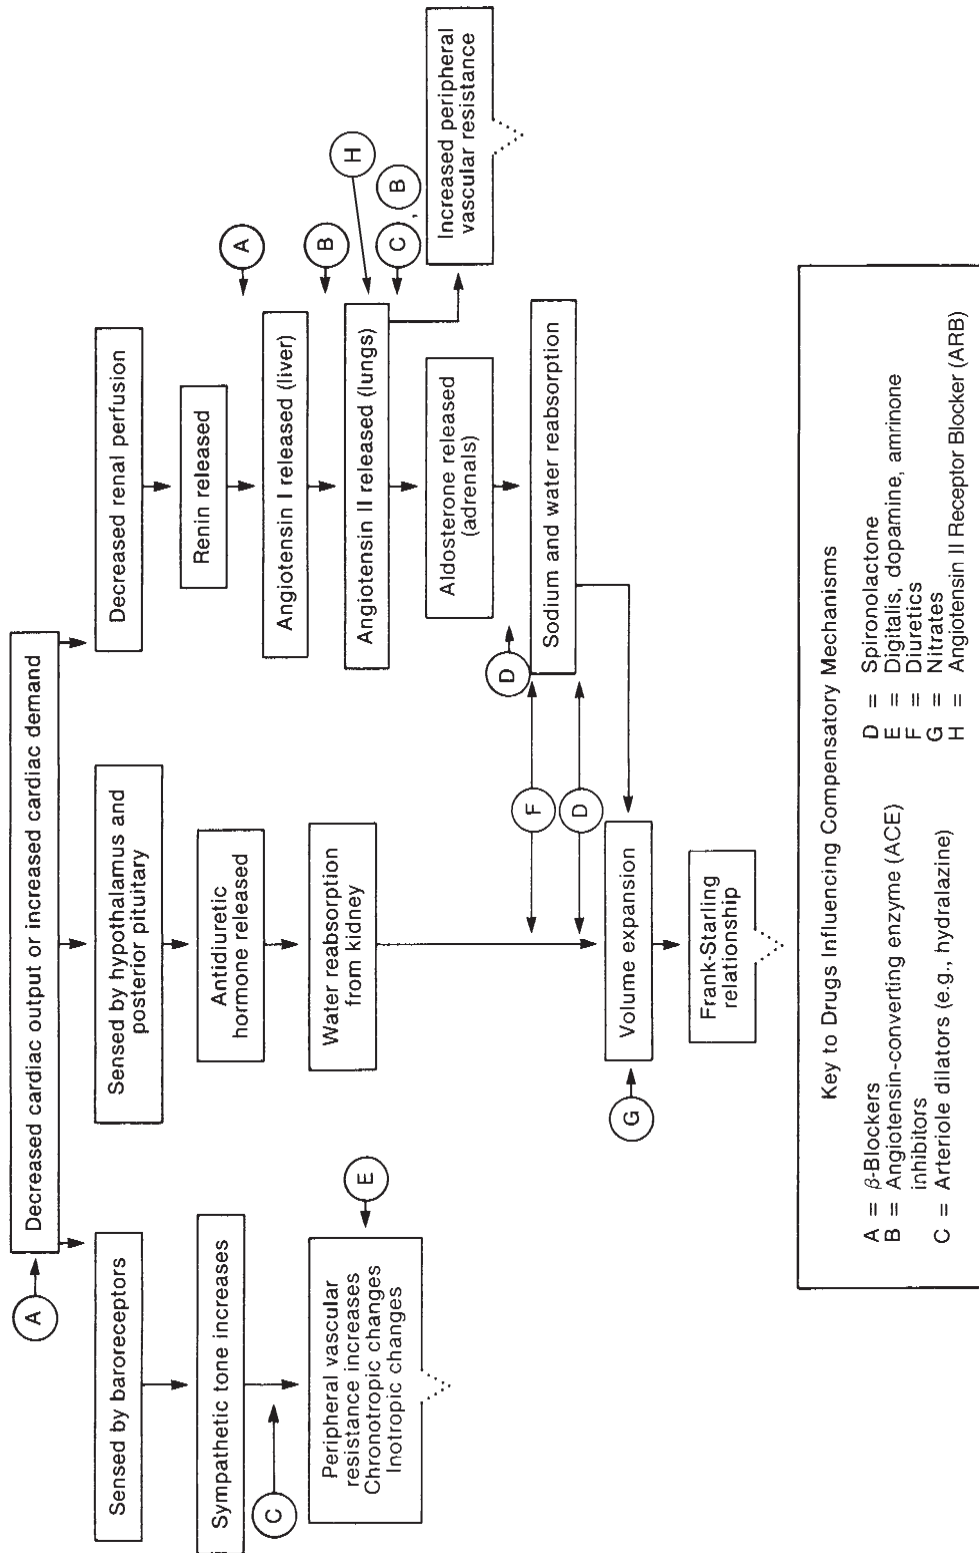 Decreased cardiac output or increased cardiac demand
A
Sensed by baroreceptors
Sympathetic tone increases
C
Peripheral vascular
resistance increases
Chronotropic changes
Inotropic changes
E
Sensed by hypothalamus and
posterior pituitary
Antidiuretic
hormone released
Water reabsorption
from kidney
F
D
Volume expansion
G
Frank-Starling
relationship
Decreased renal perfusion
Renin released
A
Angiotensin I released (liver)
B
H
Angiotensin II released (lungs)
C , B
Increased peripheral
vascular resistance
Aldosterone released
(adrenals)
D
Sodium and water reabsorption
Key to Drugs Influencing Compensatory Mechanisms
A = β-Blockers
B = Angiotensin-converting enzyme (ACE)
inhibitors
C = Arteriole dilators (e.g., hydralazine)
D = Spironolactone
E = Digitalis, dopamine, amrinone
F = Diuretics
G = Nitrates
H = Angiotensin II Receptor Blocker (ARB)